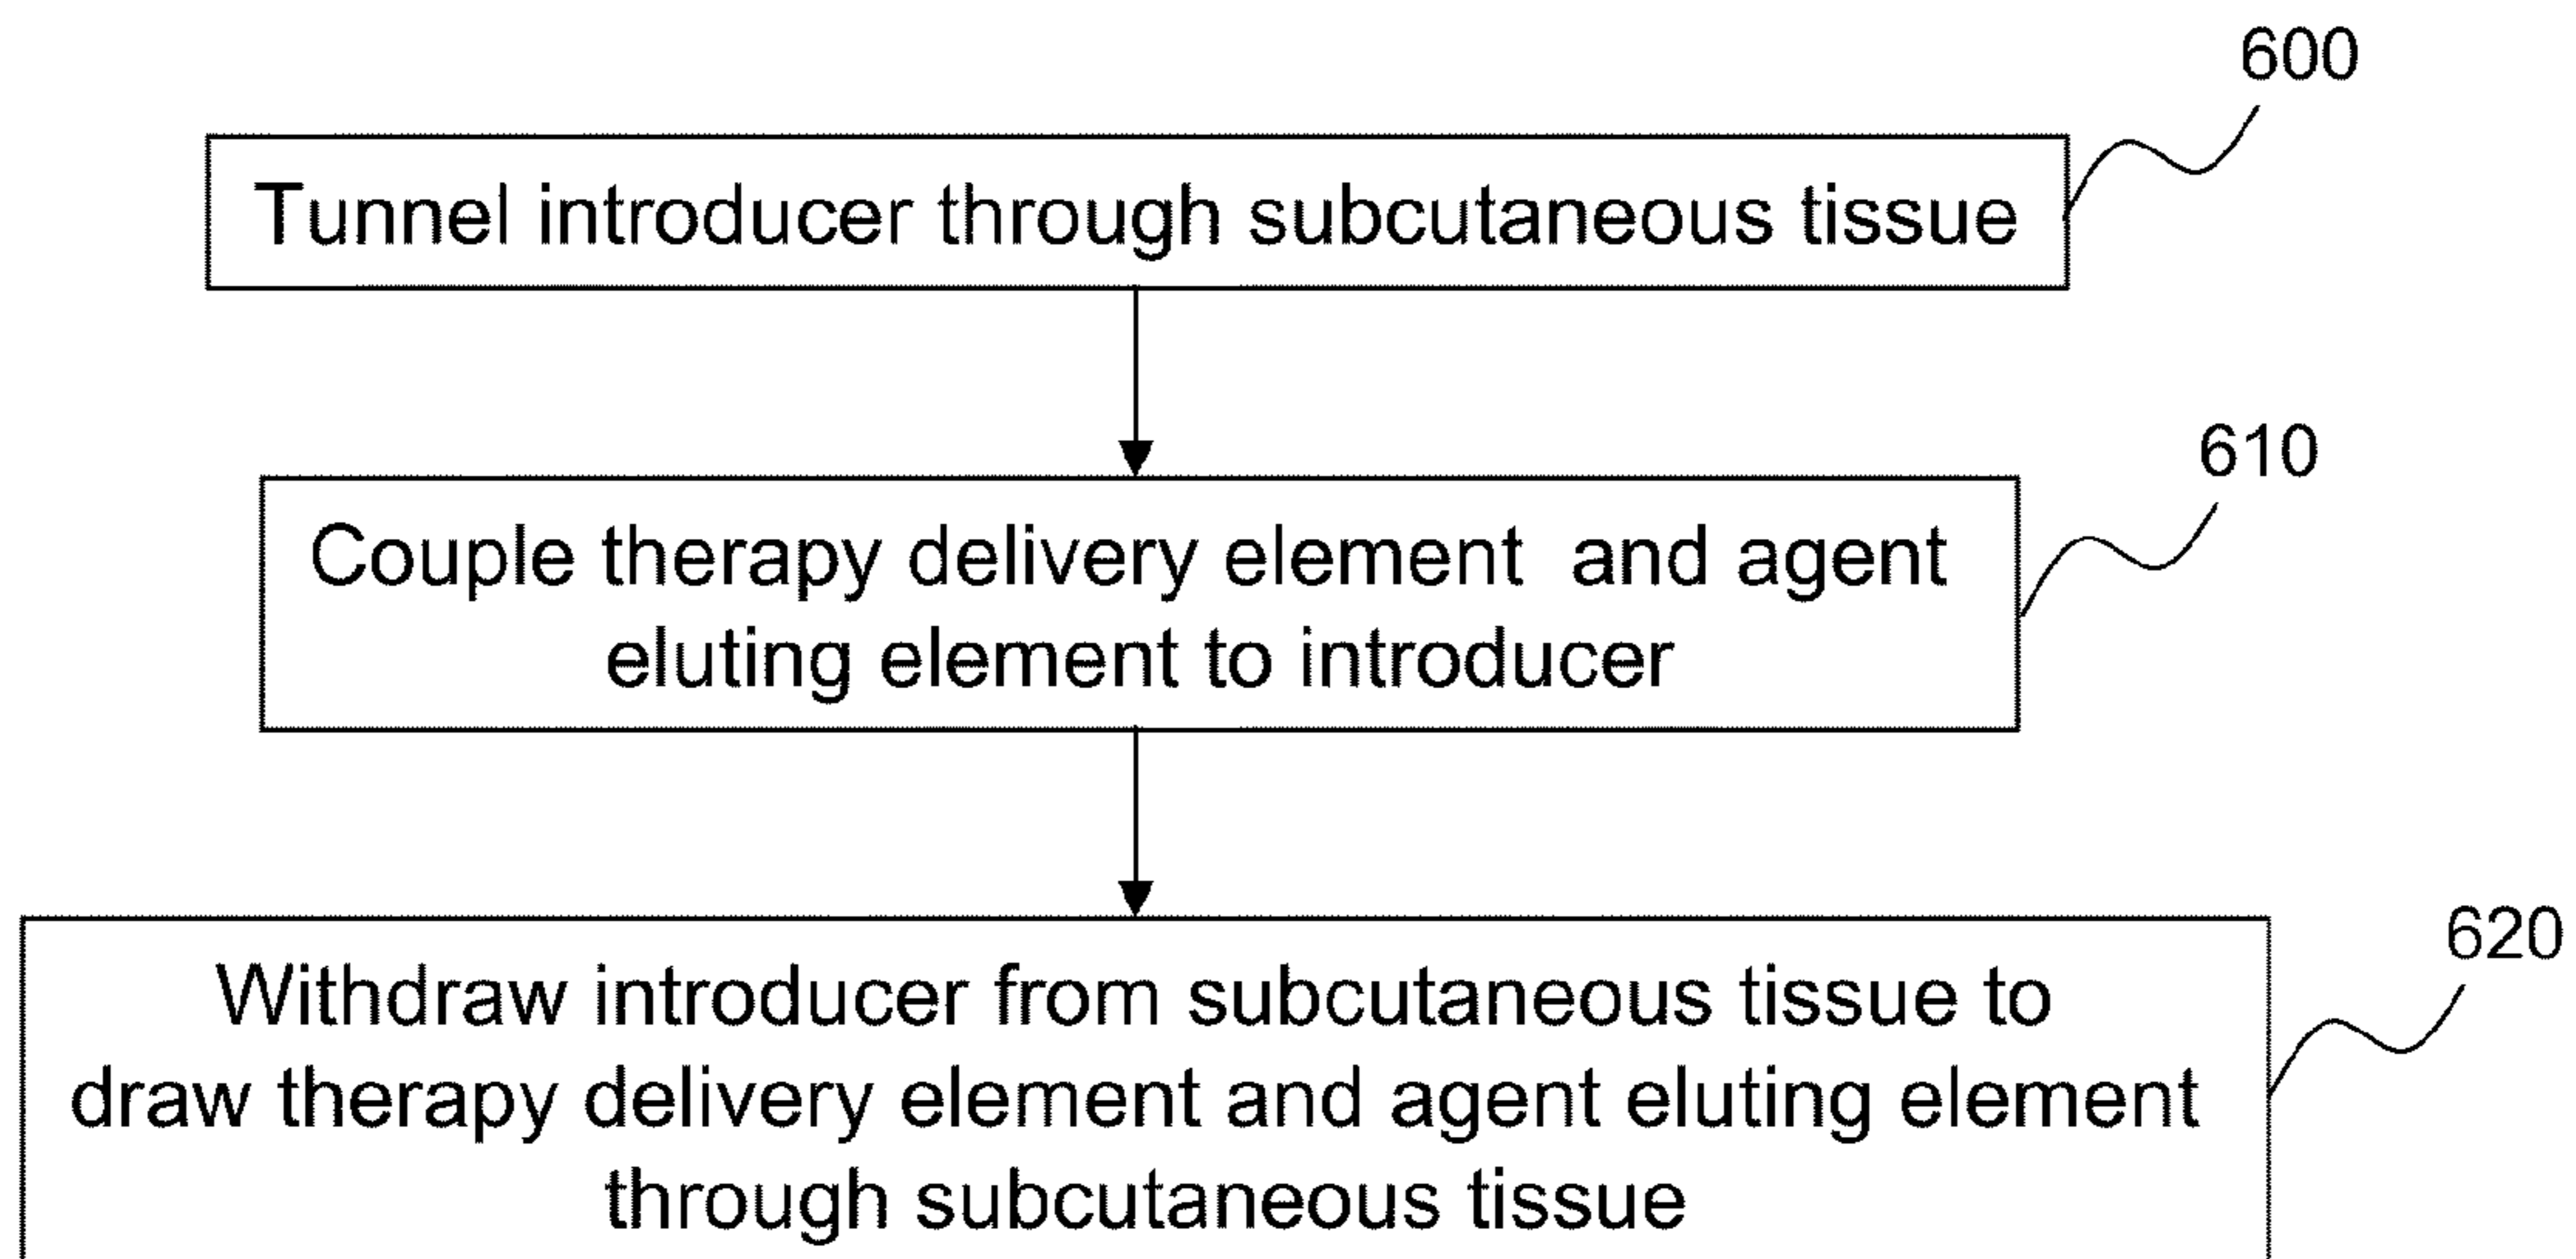 600
Tunnel introducer through subcutaneous tissue
610
Couple therapy delivery element and agent
eluting element to introducer
620
Withdraw introducer from subcutaneous tissue to
draw therapy delivery element and agent eluting element
through subcutaneous tissue